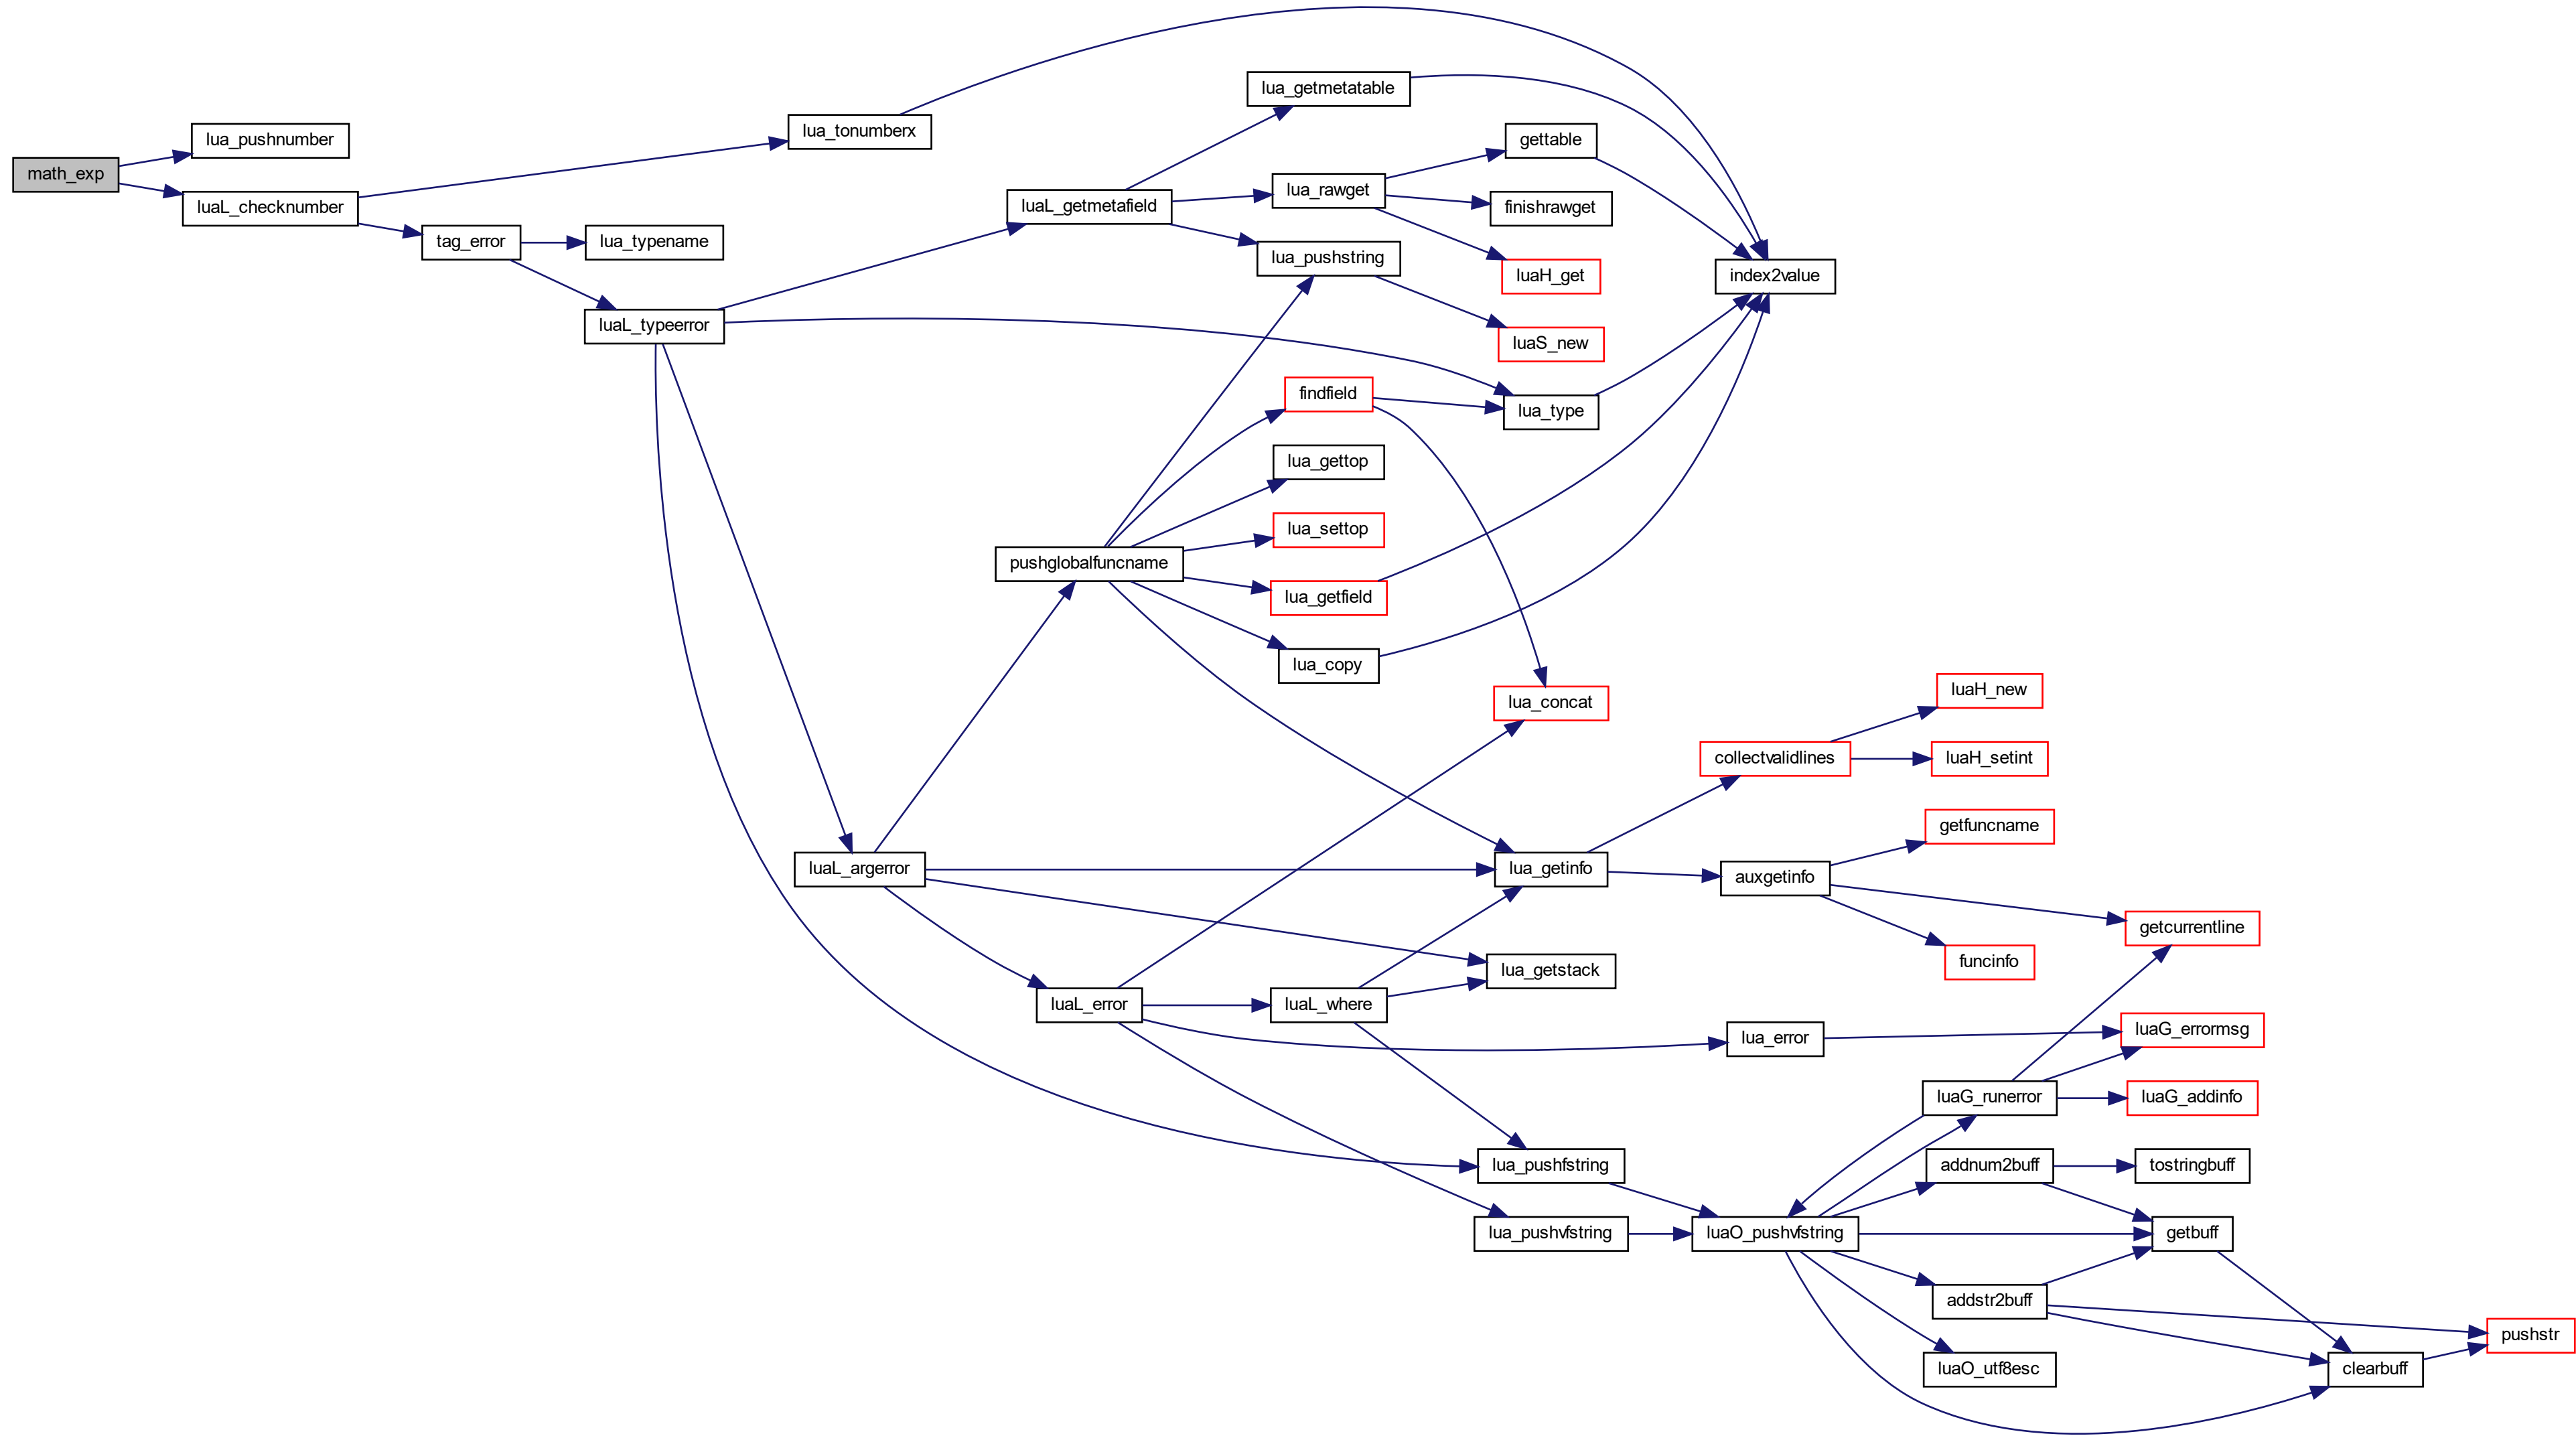 math_exp
lua_pushnumber
luaL_checknumber
lua_tonumberx
tag_error
lua_typename
luaL_typeerror
luaL_getmetafield
lua_getmetatable
lua_rawget
lua_pushstring
gettable
finishrawget
luaH_get
luaS_new
index2value
findfield
lua_type
lua_gettop
lua_settop
pushglobalfuncname
lua_getfield
lua_copy
lua_concat
luaH_new
collectvalidlines
luaH_setint
getfuncname
luaL_argerror
lua_getinfo
auxgetinfo
getcurrentline
funcinfo
lua_getstack
luaL_error
luaL_where
lua_error
luaG_errormsg
luaG_runerror
luaG_addinfo
lua_pushfstring
addnum2buff
tostringbuff
lua_pushvfstring
luaO_pushvfstring
getbuff
addstr2buff
pushstr
luaO_utf8esc
clearbuff